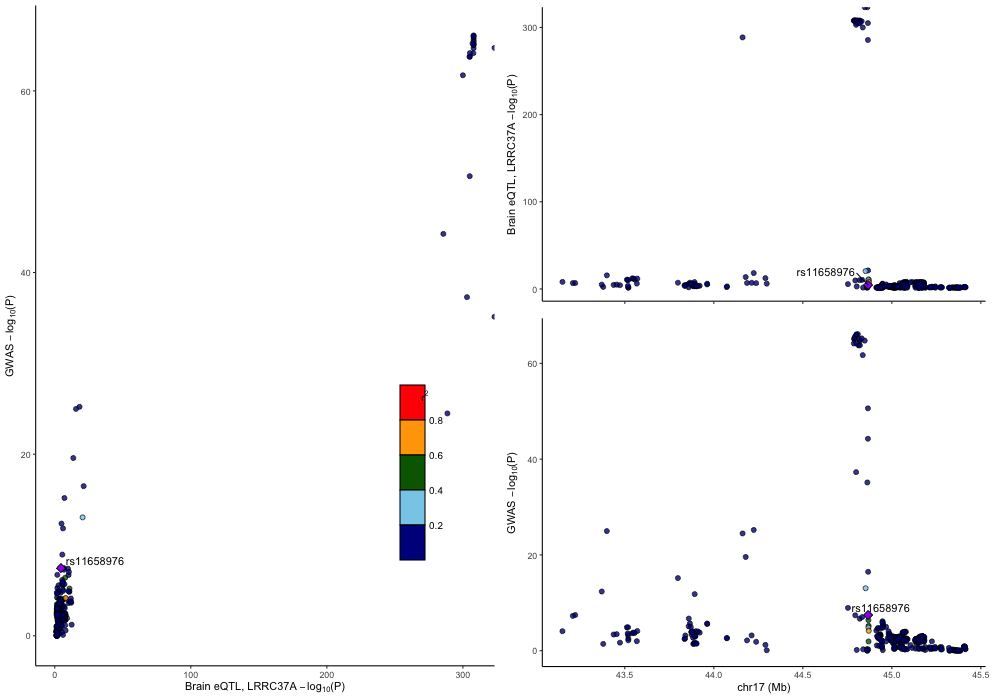 GWAS −log10(P)
60
40
20
0
0
100
200
300
Brain eQTL, LRRC37A −log10(P)
rs11658976
r2
0.8
0.6
0.4
0.2
Brain eQTL, LRRC37A −log10(P)
300
200
100
0
rs11658976
GWAS −log10(P)
60
40
20
0
rs11658976
43.5
44.0
44.5
45.0
45.5
chr17 (Mb)